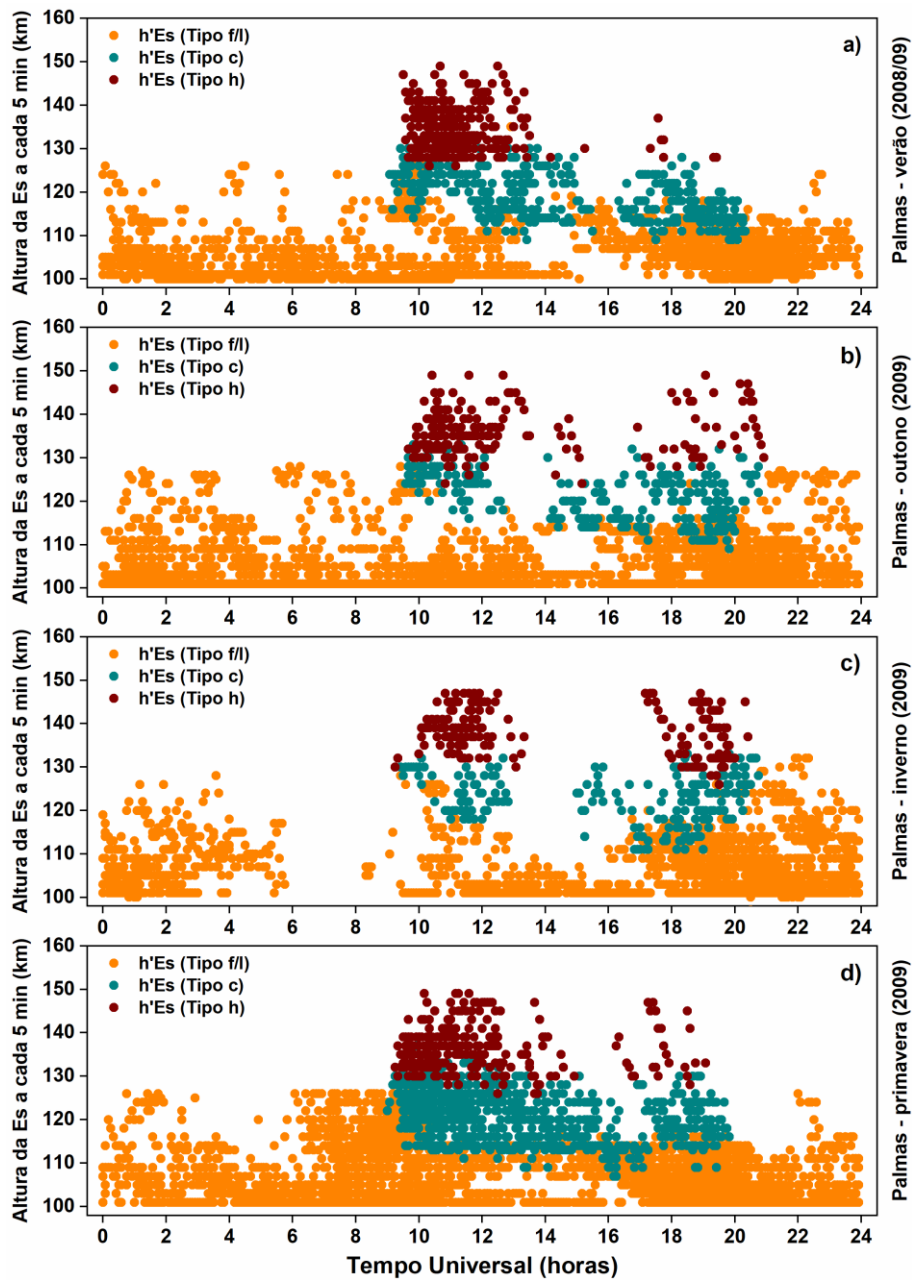 160
150
140
130
120
110
100
Altura da Es a cada 5 min (km)
h'Es (Tipo f/l)
h'Es (Tipo c)
h'Es (Tipo h)
a)
Palmas - verão (2008/09)
0 2 4 6 8 10 12 14 16 18 20 22 24
160
150
140
130
120
110
100
Altura da Es a cada 5 min (km)
h'Es (Tipo f/l)
h'Es (Tipo c)
h'Es (Tipo h)
b)
Palmas - outono (2009)
0 2 4 6 8 10 12 14 16 18 20 22 24
160
150
140
130
120
110
100
Altura da Es a cada 5 min (km)
h'Es (Tipo f/l)
h'Es (Tipo c)
h'Es (Tipo h)
c)
Palmas - inverno (2009)
0 2 4 6 8 10 12 14 16 18 20 22 24
160
150
140
130
120
110
100
Altura da Es a cada 5 min (km)
h'Es (Tipo f/l)
h'Es (Tipo c)
h'Es (Tipo h)
d)
Palmas - primavera (2009)
0 2 4 6 8 10 12 14 16 18 20 22 24
Tempo Universal (horas)